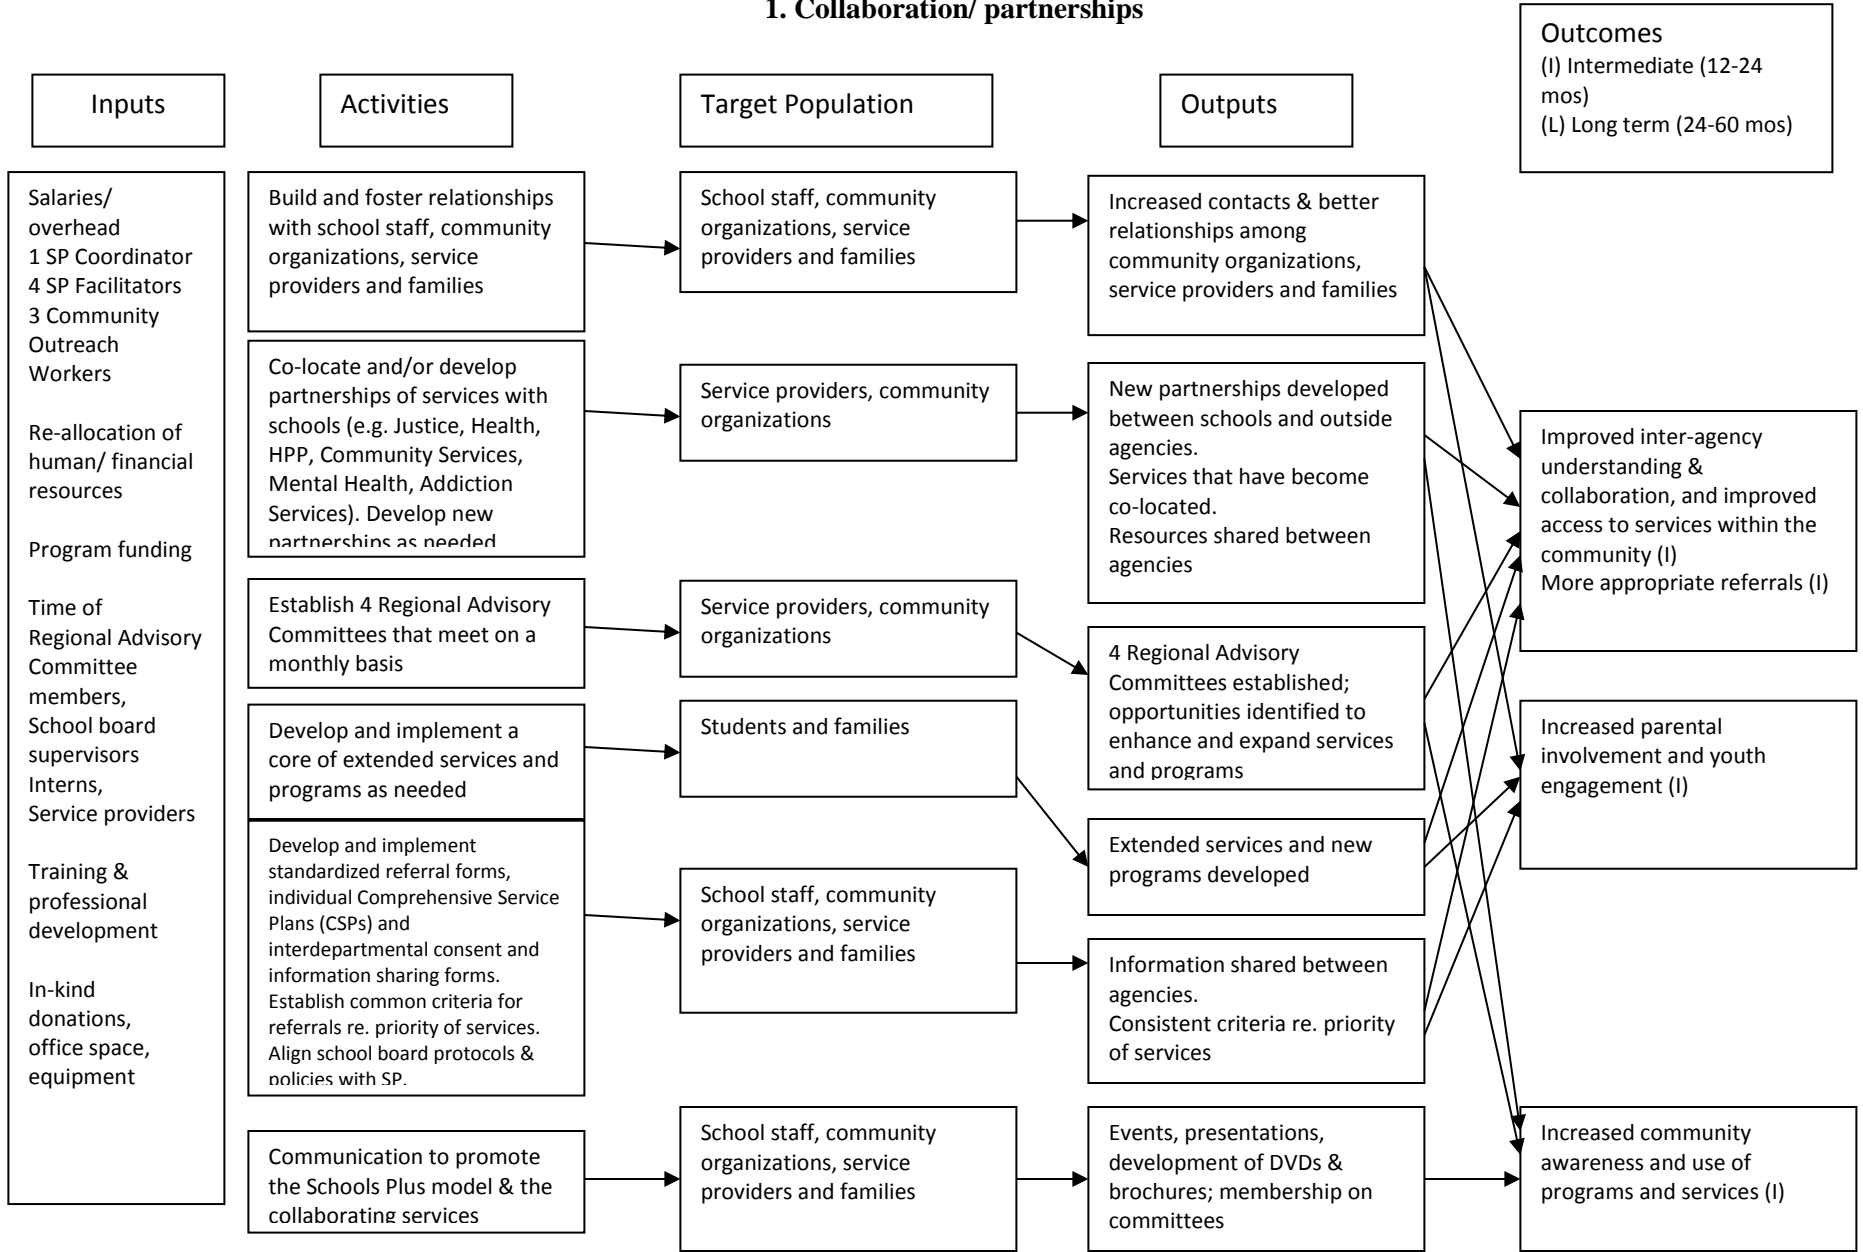 1. Collaboration/ partnerships
Inputs
Activities
Target Population
Outputs
Outcomes
(I) Intermediate (12-24
mos)
(L) Long term (24-60 mos)
Salaries/
overhead
1 SP Coordinator
4 SP Facilitators
3 Community
Outreach
Workers
Re-allocation of
human/ financial
resources
Program funding
Time of
Regional Advisory
Committee
members,
School board
supervisors
Interns,
Service providers
Training &
professional
development
In-kind
donations,
office space,
equipment
Build and foster relationships
with school staff, community
organizations, service
providers and families
Co-locate and/or develop
partnerships of services with
schools (e.g. Justice, Health,
HPP, Community Services,
Mental Health, Addiction
Services). Develop new
partnerships as needed
Establish 4 Regional Advisory
Committees that meet on a
monthly basis
Develop and implement a
core of extended services and
programs as needed
Develop and implement
standardized referral forms,
individual Comprehensive Service
Plans (CSPs) and
interdepartmental consent and
information sharing forms.
Establish common criteria for
referrals re. priority of services.
Align school board protocols &
policies with SP.
Communication to promote
the Schools Plus model & the
collaborating services
School staff, community
organizations, service
providers and families
Service providers, community
organizations
Service providers, community
organizations
Students and families
School staff, community
organizations, service
providers and families
School staff, community
organizations, service
providers and families
Increased contacts & better
relationships among
community organizations,
service providers and families
New partnerships developed
between schools and outside
agencies.
Services that have become
co-located.
Resources shared between
agencies
4 Regional Advisory
Committees established;
opportunities identified to
enhance and expand services
and programs
Extended services and new
programs developed
Information shared between
agencies.
Consistent criteria re. priority
of services
Events, presentations,
development of DVDs &
brochures; membership on
committees
Improved inter-agency
understanding &
collaboration, and improved
access to services within the
community (I)
More appropriate referrals (I)
Increased parental
involvement and youth
engagement (I)
Increased community
awareness and use of
programs and services (I)